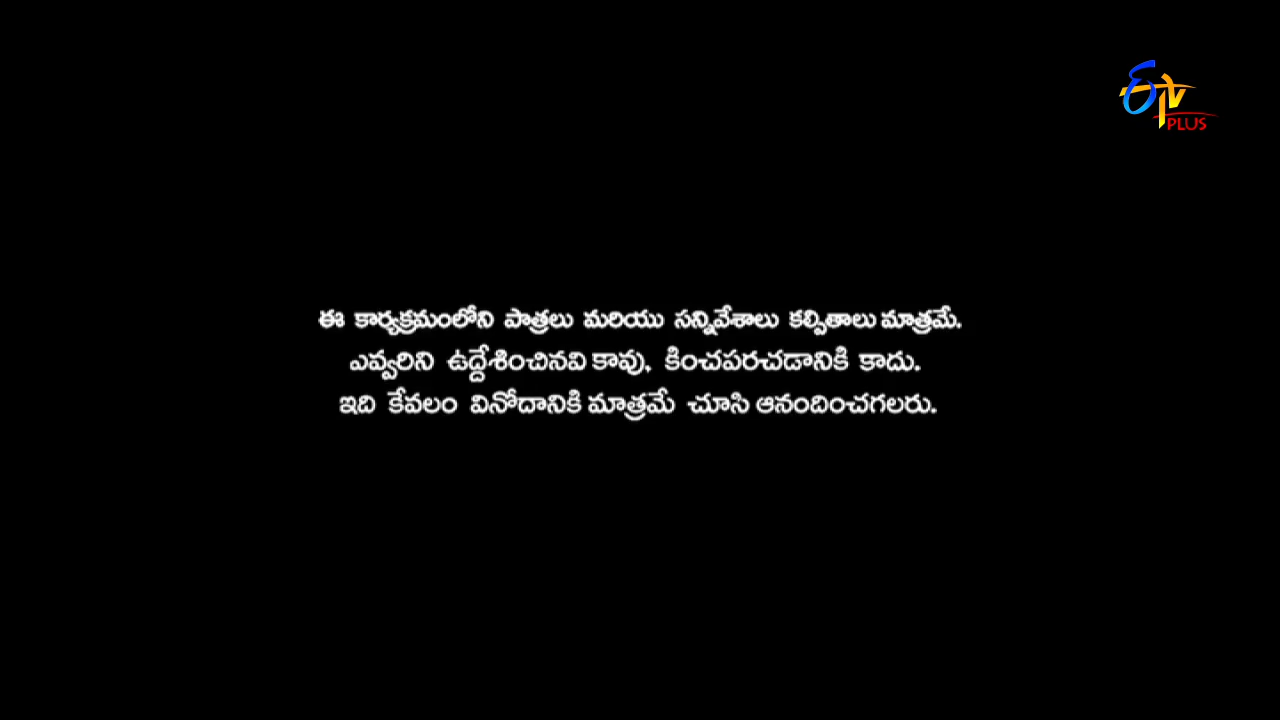 ETV
PLUS
ఈ కార్యక్రమంలోని పాత్రలు మరియు సన్నివేశాలు కల్పితాలు మాత్రమే.
ఎవ్వరిని ఉద్దేశించినవి కావు. కించపరచడానికి కాదు.
ఇది కేవలం వినోదానికి మాత్రమే చూసి ఆనందించగలరు.